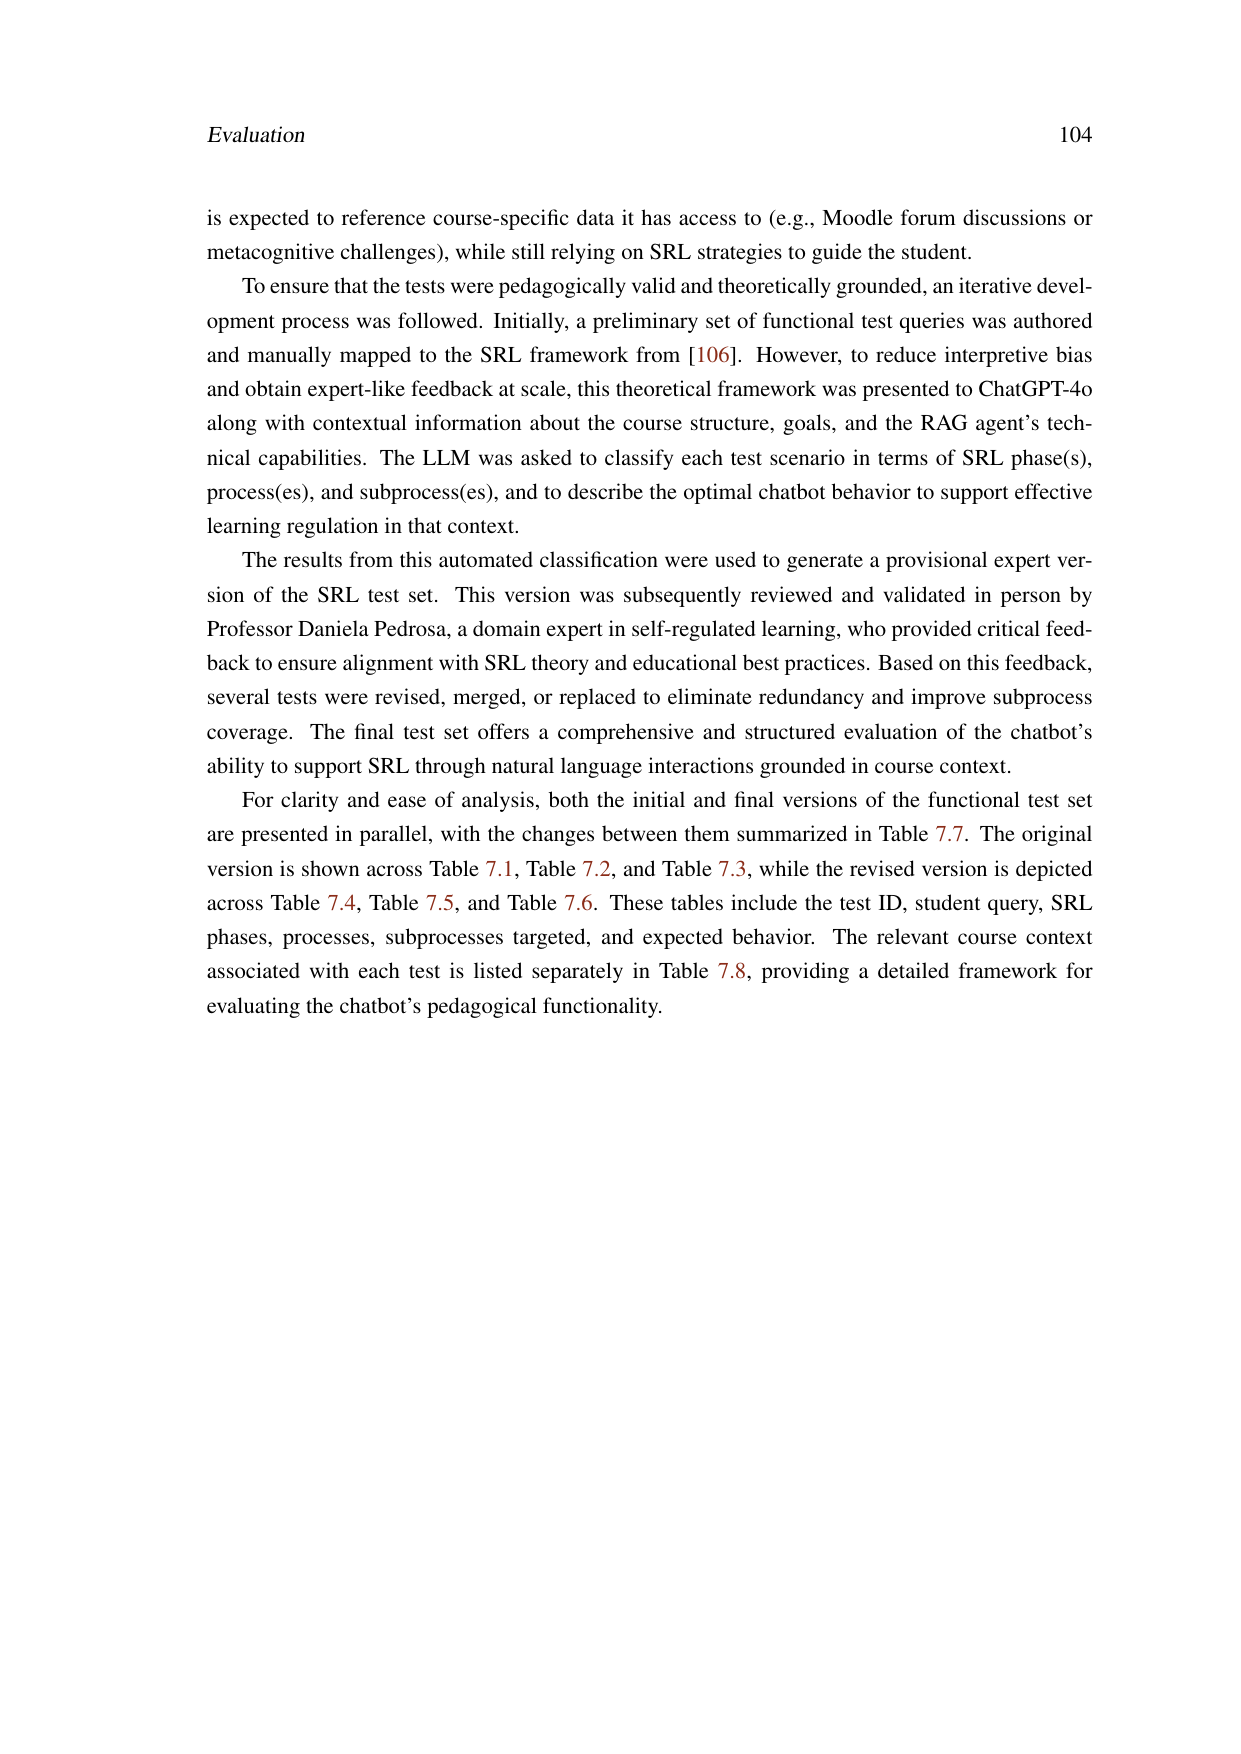 Evaluation 104
is expected to reference course-specific data it has access to (e.g., Moodle forum discussions or
metacognitive challenges), while still relying on SRL strategies to guide the student.
To ensure that the tests were pedagogically valid and theoretically grounded, an iterative devel-
opment process was followed. Initially, a preliminary set of functional test queries was authored
and manually mapped to the SRL framework from [106]. However, to reduce interpretive bias
and obtain expert-like feedback at scale, this theoretical framework was presented to ChatGPT-4o
along with contextual information about the course structure, goals, and the RAG agent's tech-
nical capabilities. The LLM was asked to classify each test scenario in terms of SRL phase(s),
process(es), and subprocess(es), and to describe the optimal chatbot behavior to support effective
learning regulation in that context.
The results from this automated classification were used to generate a provisional expert ver-
sion of the SRL test set. This version was subsequently reviewed and validated in person by
Professor Daniela Pedrosa, a domain expert in self-regulated learning, who provided critical feed-
back to ensure alignment with SRL theory and educational best practices. Based on this feedback,
several tests were revised, merged, or replaced to eliminate redundancy and improve subprocess
coverage. The final test set offers a comprehensive and structured evaluation of the chatbot's
ability to support SRL through natural language interactions grounded in course context.
For clarity and ease of analysis, both the initial and final versions of the functional test set
are presented in parallel, with the changes between them summarized in Table 7.7. The original
version is shown across Table 7.1, Table 7.2, and Table 7.3, while the revised version is depicted
across Table 7.4, Table 7.5, and Table 7.6. These tables include the test ID, student query, SRL
phases, processes, subprocesses targeted, and expected behavior. The relevant course context
associated with each test is listed separately in Table 7.8, providing a detailed framework for
evaluating the chatbot's pedagogical functionality.